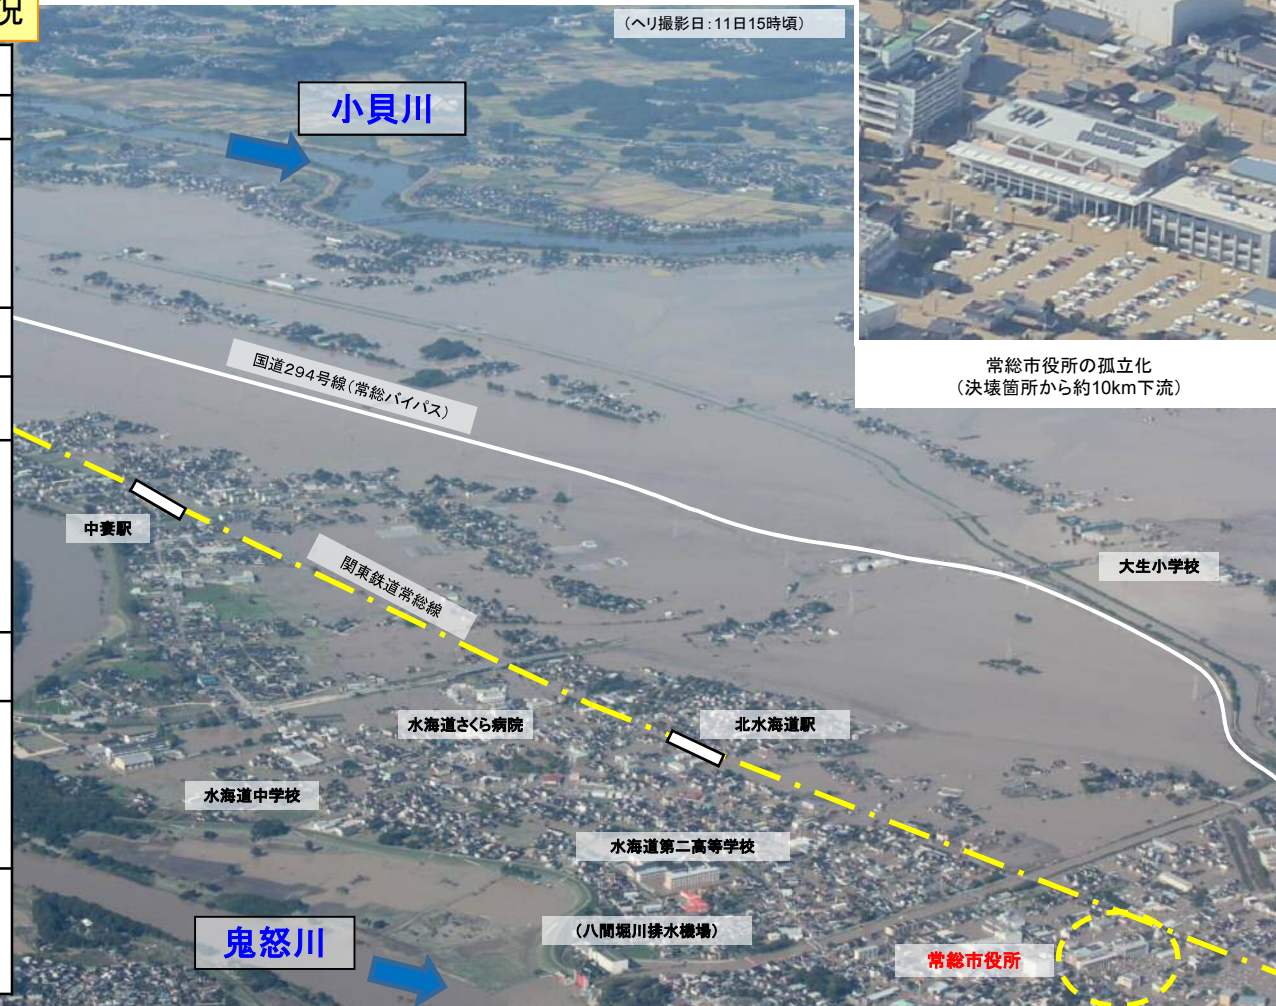 況
（ヘリ撮影日：11日15時頃）
小貝川
常総市役所の孤立化
（決壊箇所から約10km下流）
国道294号線（常総バイパス）
中妻駅
関東鉄道常総線
大生小学校
水海道さくら病院
北水海道駅
水海道中学校
水海道第二高等学校
（八間堀川排水機場）
鬼怒川
常総市役所